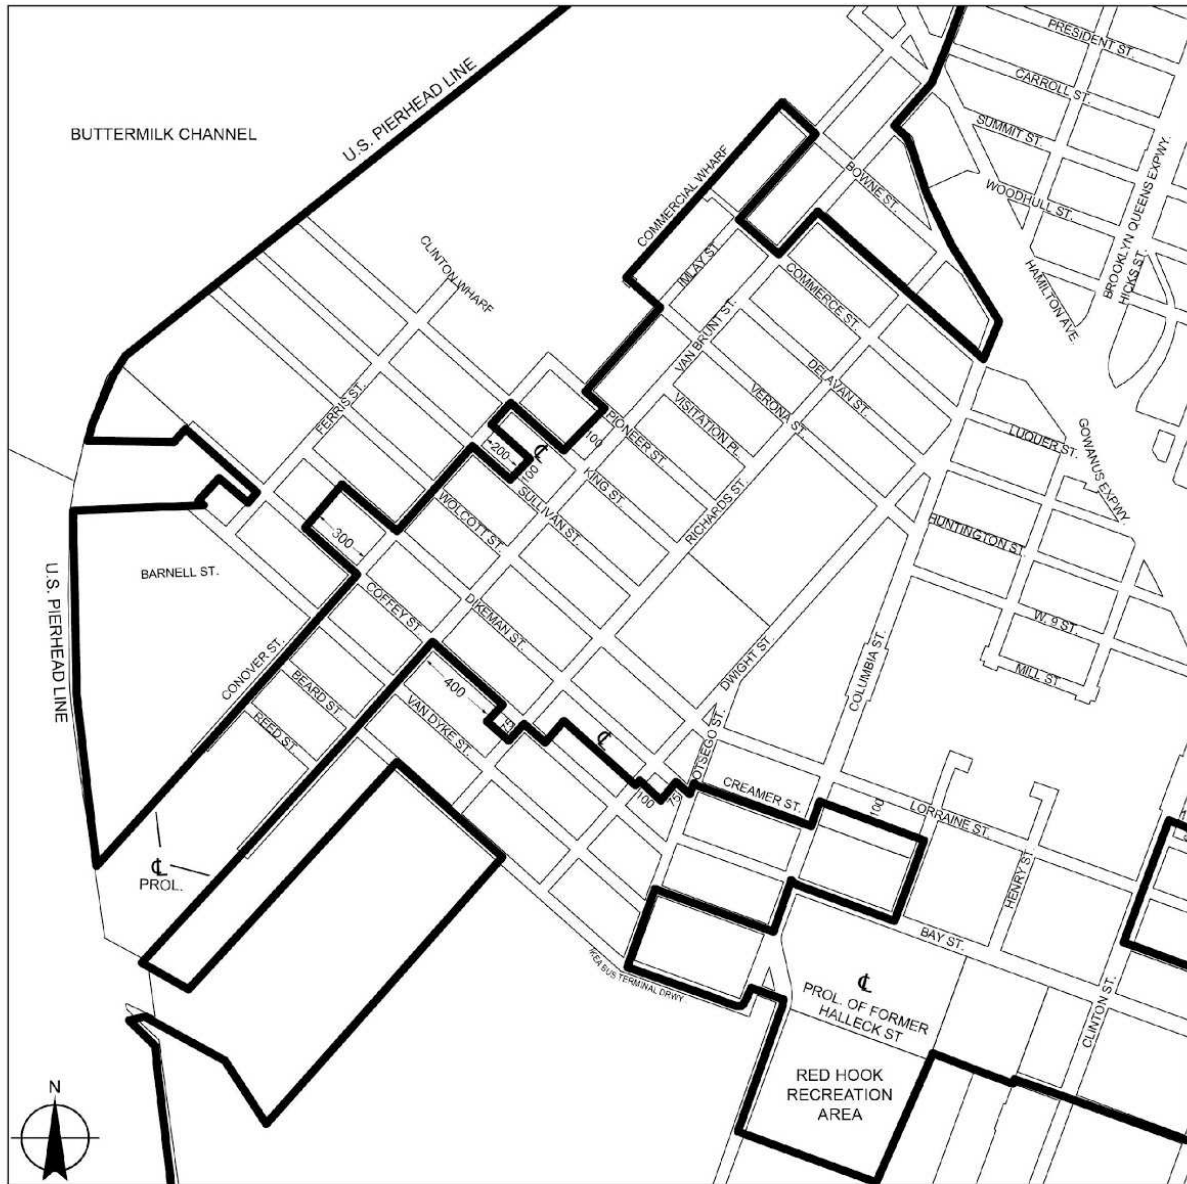 PRESIDENT ST.
CARROLL ST.
SUMMIT ST.
WOODHULL ST.
BROOKLYN QUEENS EXPWY.
HICKS ST.
HAMILTON AVE.
U.S. PIERHEAD LINE
BUTTERMILK CHANNEL
COMMERCIAL WHARF
BOWNE ST.
CLINTON WHARF
IMLAY ST.
COMMERCE ST.
VAN BRUNT ST.
DELAVAN ST.
VERONA ST.
VISITATION PL.
FERRIS ST.
PIONEER ST.
100
200
100
℄
KING ST.
SULLIVAN ST.
WOLCOTT ST.
RICHARDS ST.
LUQUER ST.
GOWANUS EXPWY.
HUNTINGTON ST.
W. 9 ST.
MILL ST
300
BARNELL ST.
U.S. PIERHEAD LINE
COFFEY ST
DIKEMAN ST.
CONOVER ST.
BEARD ST
REED ST.
400
VAN DYKE ST.
75
℄
DWIGHT ST.
COLUMBIA ST.
OTSEGO ST.
100
75
CREAMER ST.
100
LORRAINE ST.
HENRY ST.
BAY ST.
CLINTON ST.
℄
PROL.
IKEA BUS TERMINAL DRWY.
℄
PROL. OF FORMER
HALLECK ST
RED HOOK
RECREATION
AREA
N